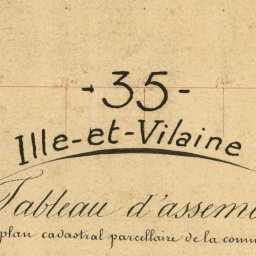 -35-
Ille-et-Vilaine
Tableau d'assem
plan cadastral parcellaire de la comm